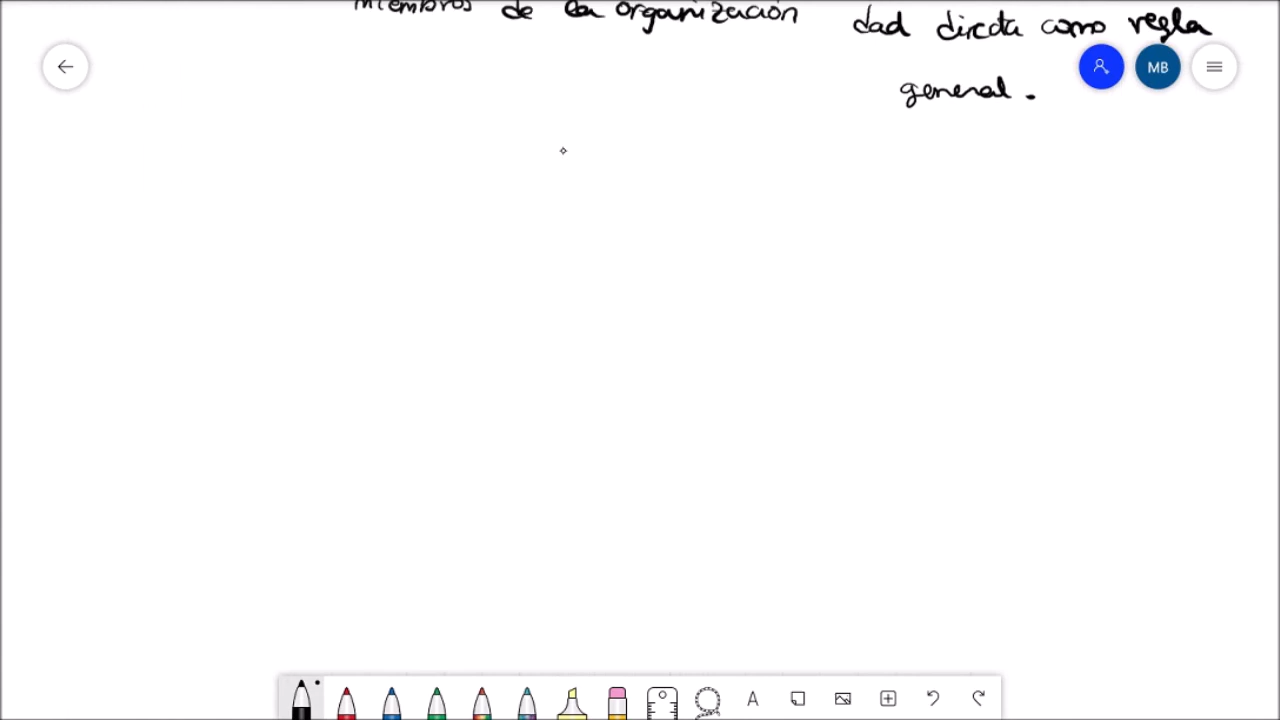 miembros de la organización
dad directa como regla
general.
MB
A